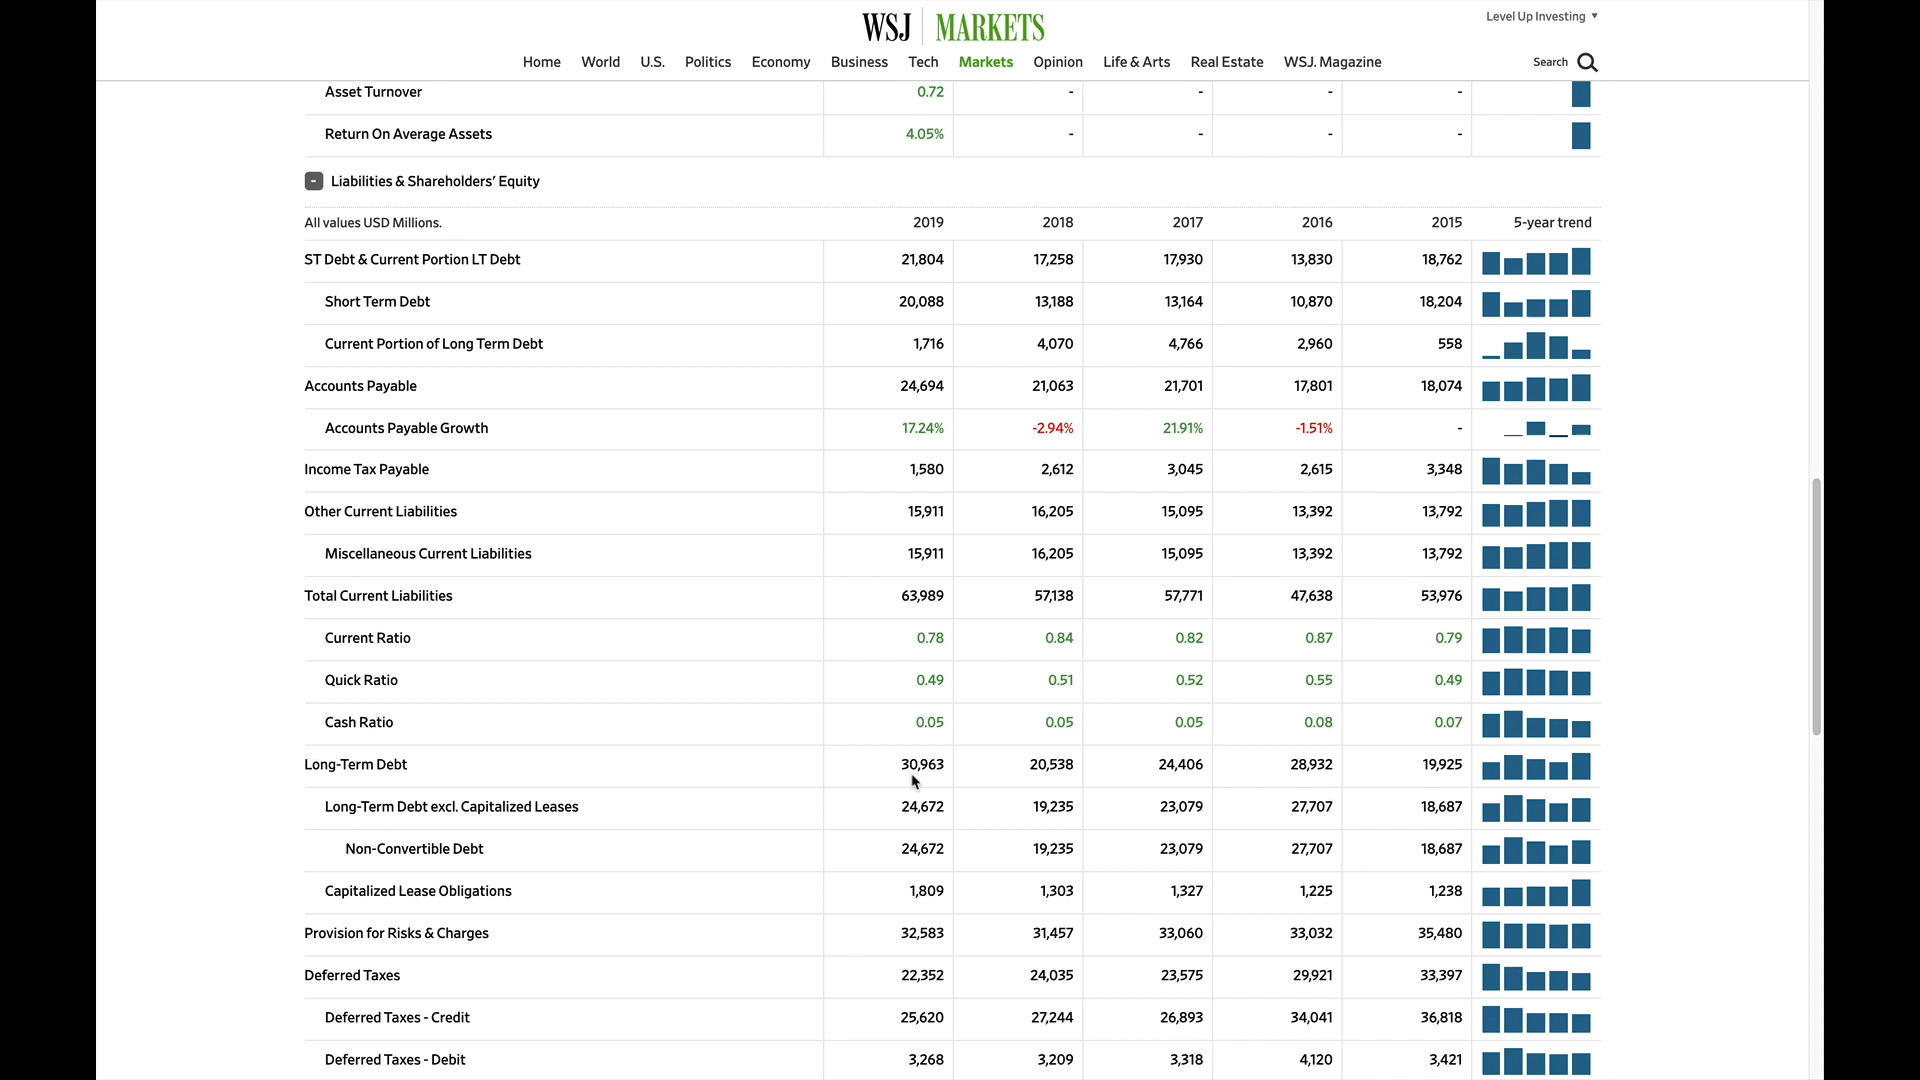 WSJ MARKETS
Level Up Investing
Home World U.S. Politics Economy Business Tech Markets Opinion Life & Arts Real Estate WSJ. Magazine Search
Asset Turnover 0.72 - - - -
Return On Average Assets 4.05% - - - -
- Liabilities & Shareholders' Equity
All values USD Millions. 2019 2018 2017 2016 2015 5-year trend
ST Debt & Current Portion LT Debt 21,804 17,258 17,930 13,830 18,762
Short Term Debt 20,088 13,188 13,164 10,870 18,204
Current Portion of Long Term Debt 1,716 4,070 4,766 2,960 558
Accounts Payable 24,694 21,063 21,701 17,801 18,074
Accounts Payable Growth 17.24% -2.94% 21.91% -1.51% -
Income Tax Payable 1,580 2,612 3,045 2,615 3,348
Other Current Liabilities 15,911 16,205 15,095 13,392 13,792
Miscellaneous Current Liabilities 15,911 16,205 15,095 13,392 13,792
Total Current Liabilities 63,989 57,138 57,771 47,638 53,976
Current Ratio 0.78 0.84 0.82 0.87 0.79
Quick Ratio 0.49 0.51 0.52 0.55 0.49
Cash Ratio 0.05 0.05 0.05 0.08 0.07
Long-Term Debt 30,963 20,538 24,406 28,932 19,925
Long-Term Debt excl. Capitalized Leases 24,672 19,235 23,079 27,707 18,687
Non-Convertible Debt 24,672 19,235 23,079 27,707 18,687
Capitalized Lease Obligations 1,809 1,303 1,327 1,225 1,238
Provision for Risks & Charges 32,583 31,457 33,060 33,032 35,480
Deferred Taxes 22,352 24,035 23,575 29,921 33,397
Deferred Taxes - Credit 25,620 27,244 26,893 34,041 36,818
Deferred Taxes - Debit 3,268 3,209 3,318 4,120 3,421